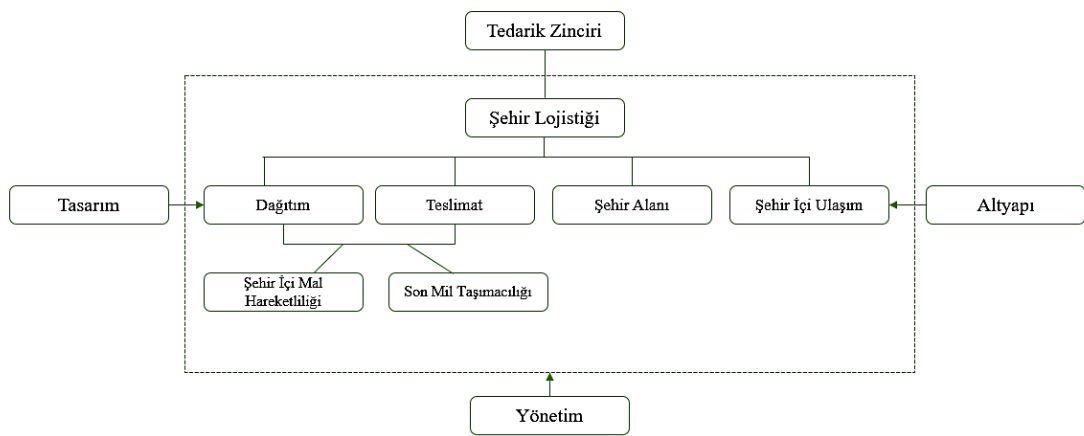 Tedarik Zinciri
Şehir Lojistiği
Tasarım
Dağıtım
Teslimat
Şehir Alanı
Şehir İçi Ulaşım
Altyapı
Şehir İçi Mal
Hareketliliği
Son Mil Taşımacılığı
Yönetim